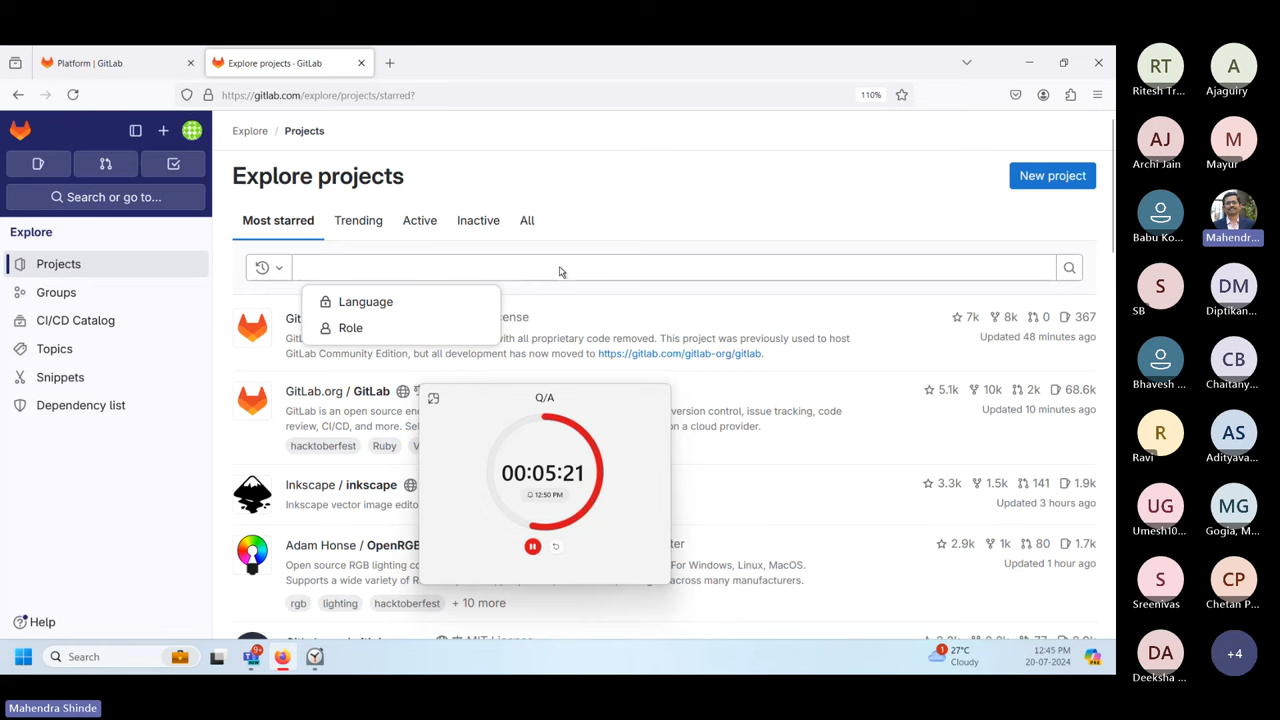 Platform | GitLab
Explore projects · GitLab
https://gitlab.com/explore/projects/starred?
110%
Search or go to...
Explore
Projects
Groups
CI/CD Catalog
Topics
Snippets
Dependency list
Help
Explore / Projects
Explore projects
New project
Most starred
Trending
Active
Inactive
All
Language
Role
7k 8k 0 367
with all proprietary code removed. This project was previously used to host
Updated 48 minutes ago
GitLab Community Edition, but all development has now moved to https://gitlab.com/gitlab-org/gitlab.
GitLab.org / GitLab
5.1k 10k 2k 68.6k
GitLab is an open source
version control, issue tracking, code
Updated 10 minutes ago
review, CI/CD, and more.
on a cloud provider.
hacktoberfest
Ruby
Inkscape / inkscape
3.3k 1.5k 141 1.9k
Inkscape vector image
Updated 3 hours ago
Adam Honse / OpenRGB
2.9k 1k 80 1.7k
Open source RGB lighting
For Windows, Linux, MacOS.
Updated 1 hour ago
Supports a wide variety of
across many manufacturers.
rgb
lighting
hacktoberfest
+ 10 more
Q/A
00:05:21
12:50 PM
Search
9+
1
27°C
Cloudy
12:45 PM
20-07-2024
RT
Ritesh Tr...
A
Ajaguiry
AJ
Archi Jain
M
Mayur
Babu Ko...
Mahendr...
S
SB
DM
Diptikan...
Bhavesh ...
CB
Chaitany...
R
Ravi
AS
Adityava...
UG
Umesh10...
MG
Gogia, M...
S
Sreenivas
CP
Chetan P...
DA
Deeksha ...
+4
Mahendra Shinde